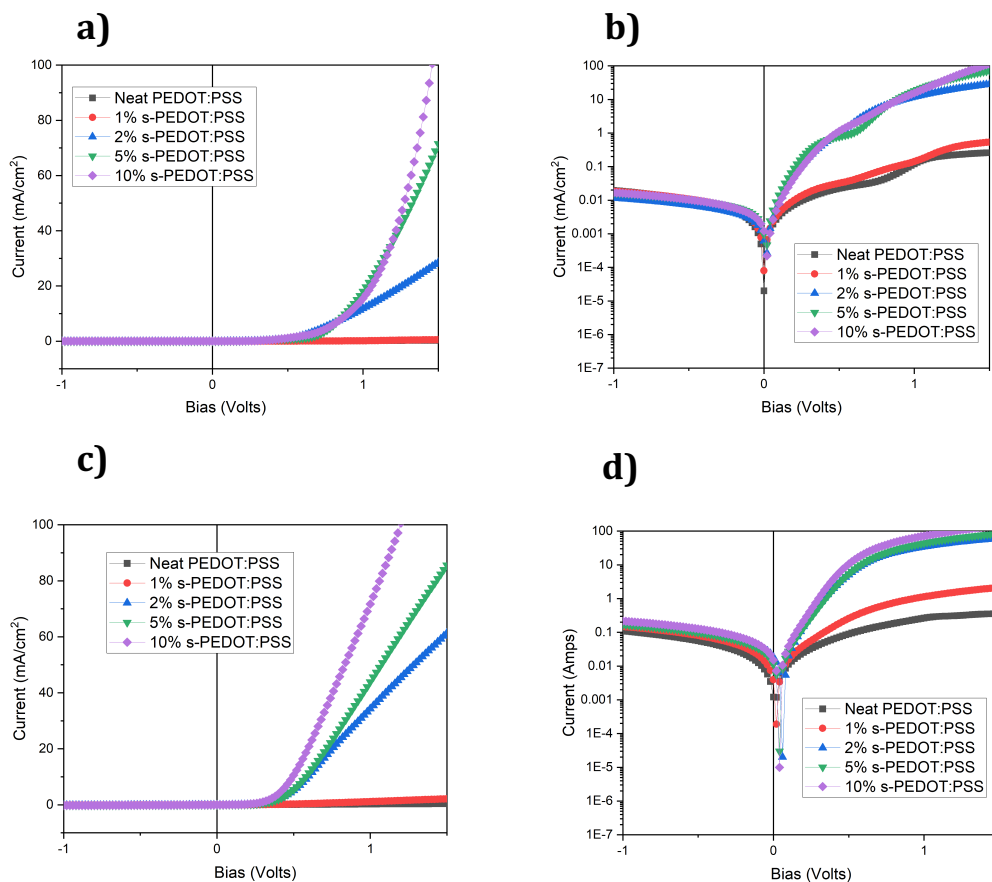 a)
100
80
60
40
20
0
Current (mA/cm²)
Neat PEDOT:PSS
1% s-PEDOT:PSS
2% s-PEDOT:PSS
5% s-PEDOT:PSS
10% s-PEDOT:PSS
-1
0
1
Bias (Volts)
b)
100
10
1
0.1
0.01
0.001
1E-4
1E-5
1E-6
1E-7
Current (mA/cm²)
Neat PEDOT:PSS
1% s-PEDOT:PSS
2% s-PEDOT:PSS
5% s-PEDOT:PSS
10% s-PEDOT:PSS
-1
0
1
Bias (Volts)
c)
100
80
60
40
20
0
Current (mA/cm²)
Neat PEDOT:PSS
1% s-PEDOT:PSS
2% s-PEDOT:PSS
5% s-PEDOT:PSS
10% s-PEDOT:PSS
-1
0
1
Bias (Volts)
d)
100
10
1
0.1
0.01
0.001
1E-4
1E-5
1E-6
1E-7
Current (Amps)
Neat PEDOT:PSS
1% s-PEDOT:PSS
2% s-PEDOT:PSS
5% s-PEDOT:PSS
10% s-PEDOT:PSS
-1
0
1
Bias (Volts)